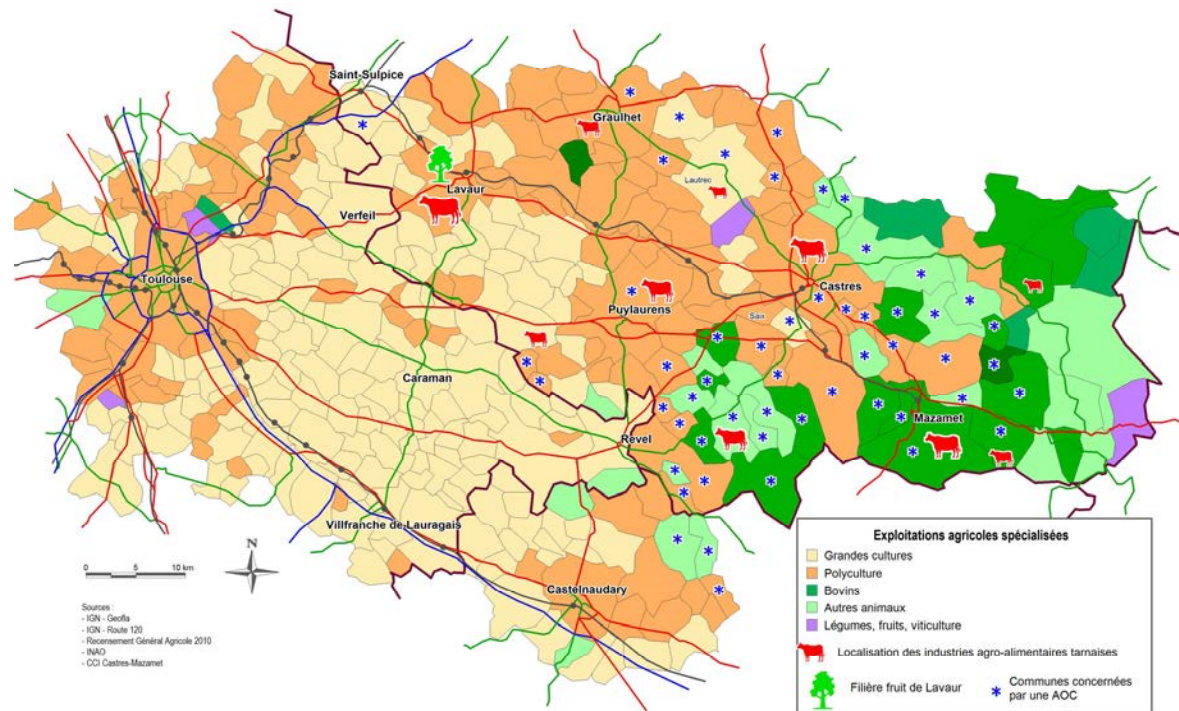 Saint-Sulpice
Graulhet
Lautrec
Lavaur
Verfeil
Toulouse
Castres
Puylaurens
Soix
Caraman
Mazamet
Revel
Villfranche de Lauragais
Castelnaudary
N
0 5 10 km
Sources :
- IGN - Geofla
- IGN - Route 120
- Recensement Général Agricole 2010
- INAO
- CCI Castres-Mazamet
Exploitations agricoles spécialisées
Grandes cultures
Polyculture
Bovins
Autres animaux
Légumes, fruits, viticulture
Localisation des industries agro-alimentaires tarnaises
Filière fruit de Lavaur
Communes concernées
par une AOC